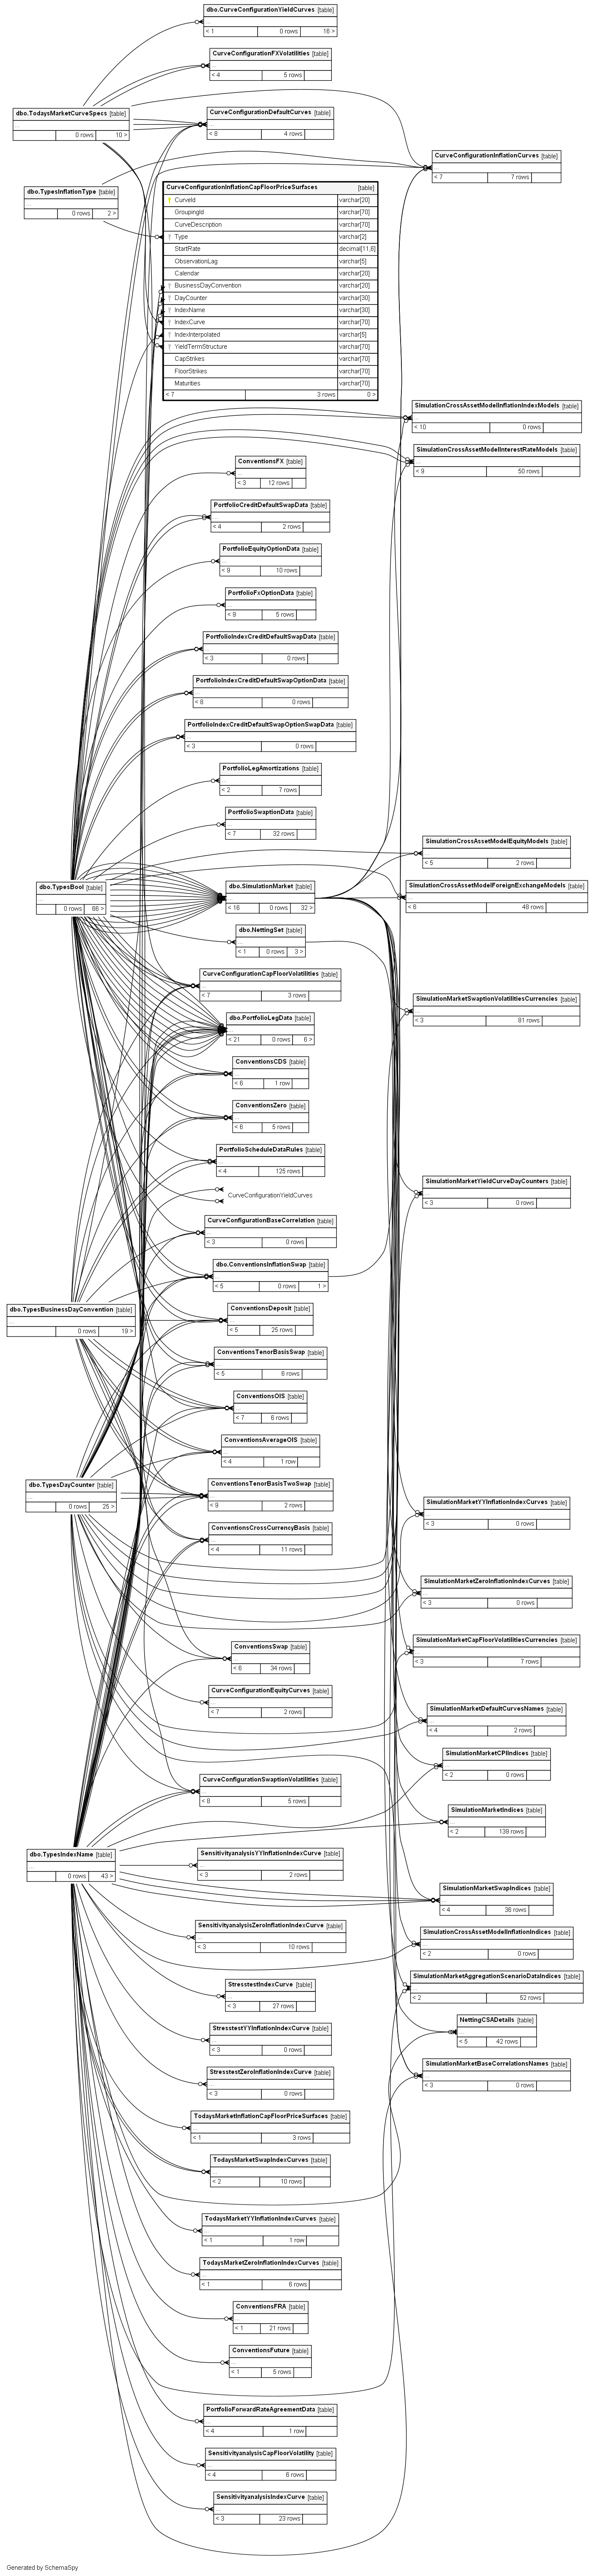 dbo.CurveConfigurationYieldCurves [table]
...
< 1 0 rows 16 >
CurveConfigurationFXVolatilities [table]
...
< 4 5 rows
dbo.TodaysMarketCurveSpecs [table]
...
0 rows 10 >
CurveConfigurationDefaultCurves [table]
...
< 8 4 rows
CurveConfigurationInflationCurves [table]
...
< 7 7 rows
dbo.TypesInflationType [table]
...
0 rows 2 >
CurveConfigurationInflationCapFloorPriceSurfaces [table]
CurveId varchar[20]
GroupingId varchar[70]
CurveDescription varchar[70]
Type varchar[2]
StartRate decimal[11,6]
ObservationLag varchar[5]
Calendar varchar[20]
BusinessDayConvention varchar[20]
DayCounter varchar[30]
IndexName varchar[30]
IndexCurve varchar[70]
IndexInterpolated varchar[5]
YieldTermStructure varchar[70]
CapStrikes varchar[70]
FloorStrikes varchar[70]
Maturities varchar[70]
< 7 3 rows 0 >
SimulationCrossAssetModelInflationIndexModels [table]
...
< 10 0 rows
SimulationCrossAssetModelInterestRateModels [table]
...
< 9 50 rows
ConventionsFX [table]
...
< 3 12 rows
PortfolioCreditDefaultSwapData [table]
...
< 4 2 rows
PortfolioEquityOptionData [table]
...
< 9 10 rows
PortfolioFxOptionData [table]
...
< 8 5 rows
PortfolioIndexCreditDefaultSwapData [table]
...
< 3 0 rows
PortfolioIndexCreditDefaultSwapOptionData [table]
...
< 8 0 rows
PortfolioIndexCreditDefaultSwapOptionSwapData [table]
...
< 3 0 rows
PortfolioLegAmortizations [table]
...
< 2 7 rows
PortfolioSwaptionData [table]
...
< 7 32 rows
SimulationCrossAssetModelEquityModels [table]
...
< 5 2 rows
dbo.TypesBool [table]
...
0 rows 66 >
dbo.SimulationMarket [table]
...
< 16 0 rows 32 >
SimulationCrossAssetModelForeignExchangeModels [table]
...
< 6 48 rows
dbo.NettingSet [table]
...
< 1 0 rows 3 >
CurveConfigurationCapFloorVolatilities [table]
...
< 7 3 rows
SimulationMarketSwaptionVolatilitiesCurrencies [table]
...
< 3 81 rows
dbo.PortfolioLegData [table]
...
< 21 0 rows 6 >
ConventionsCDS [table]
...
< 6 1 row
ConventionsZero [table]
...
< 6 5 rows
PortfolioScheduleDataRules [table]
...
< 4 125 rows
SimulationMarketYieldCurveDayCounters [table]
...
< 3 0 rows
CurveConfigurationYieldCurves
CurveConfigurationBaseCorrelation [table]
...
< 3 0 rows
dbo.ConventionsInflationSwap [table]
...
< 5 0 rows 1 >
dbo.TypesBusinessDayConvention [table]
...
0 rows 19 >
ConventionsDeposit [table]
...
< 5 25 rows
ConventionsTenorBasisSwap [table]
...
< 5 6 rows
ConventionsOIS [table]
...
< 7 6 rows
ConventionsAverageOIS [table]
...
< 4 1 row
dbo.TypesDayCounter [table]
...
0 rows 25 >
ConventionsTenorBasisTwoSwap [table]
...
< 9 2 rows
SimulationMarketYYInflationIndexCurves [table]
...
< 3 0 rows
ConventionsCrossCurrencyBasis [table]
...
< 4 11 rows
SimulationMarketZeroInflationIndexCurves [table]
...
< 3 0 rows
ConventionsSwap [table]
...
< 8 34 rows
SimulationMarketCapFloorVolatilitiesCurrencies [table]
...
< 3 7 rows
CurveConfigurationEquityCurves [table]
...
< 7 2 rows
SimulationMarketDefaultCurvesNames [table]
...
< 4 2 rows
SimulationMarketCPIIndices [table]
...
< 2 0 rows
CurveConfigurationSwaptionVolatilities [table]
...
< 8 5 rows
SimulationMarketIndices [table]
...
< 2 139 rows
dbo.TypesIndexName [table]
...
0 rows 43 >
SensitivityanalysisYYInflationIndexCurve [table]
...
< 3 2 rows
SimulationMarketSwapIndices [table]
...
< 4 36 rows
SensitivityanalysisZeroInflationIndexCurve [table]
...
< 3 10 rows
SimulationCrossAssetModelInflationIndices [table]
...
< 2 0 rows
StresstestIndexCurve [table]
...
< 3 27 rows
SimulationMarketAggregationScenarioDataIndices [table]
...
< 2 52 rows
StresstestYYInflationIndexCurve [table]
...
< 3 0 rows
NettingCSADetails [table]
...
< 5 42 rows
StresstestZeroInflationIndexCurve [table]
...
< 3 0 rows
SimulationMarketBaseCorrelationsNames [table]
...
< 3 0 rows
TodaysMarketInflationCapFloorPriceSurfaces [table]
...
< 1 3 rows
TodaysMarketSwapIndexCurves [table]
...
< 2 10 rows
TodaysMarketYYInflationIndexCurves [table]
...
< 1 1 row
TodaysMarketZeroInflationIndexCurves [table]
...
< 1 6 rows
ConventionsFRA [table]
...
< 1 21 rows
ConventionsFuture [table]
...
< 1 5 rows
PortfolioForwardRateAgreementData [table]
...
< 4 1 row
SensitivityanalysisCapFloorVolatility [table]
...
< 4 6 rows
SensitivityanalysisIndexCurve [table]
...
< 3 23 rows
Generated by SchemaSpy